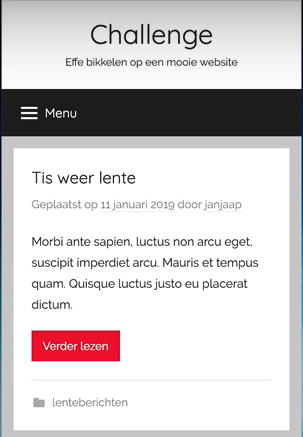 Challenge
Effe bikkelen op een mooie website
Menu
Tis weer lente
Geplaatst op 11 januari 2019 door janjaap
Morbi ante sapien, luctus non arcu eget,
suscipit imperdiet arcu. Mauris et tempus
quam. Quisque luctus justo eu placerat
dictum.
Verder lezen
lenteberichten